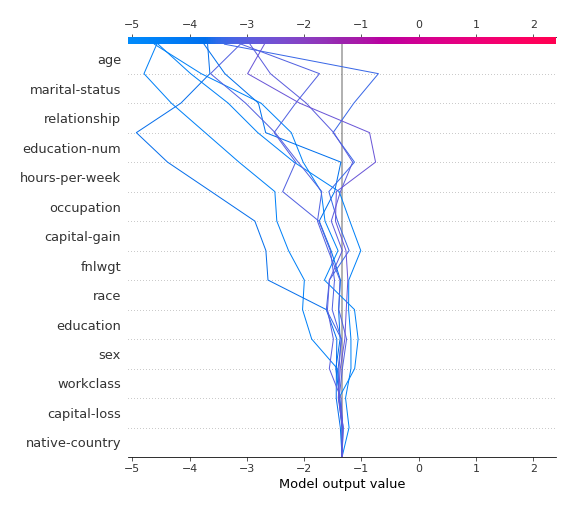 −5 −4 −3 −2 −1 0 1 2
age
marital-status
relationship
education-num
hours-per-week
occupation
capital-gain
fnlwgt
race
education
sex
workclass
capital-loss
native-country
−5 −4 −3 −2 −1 0 1 2
Model output value